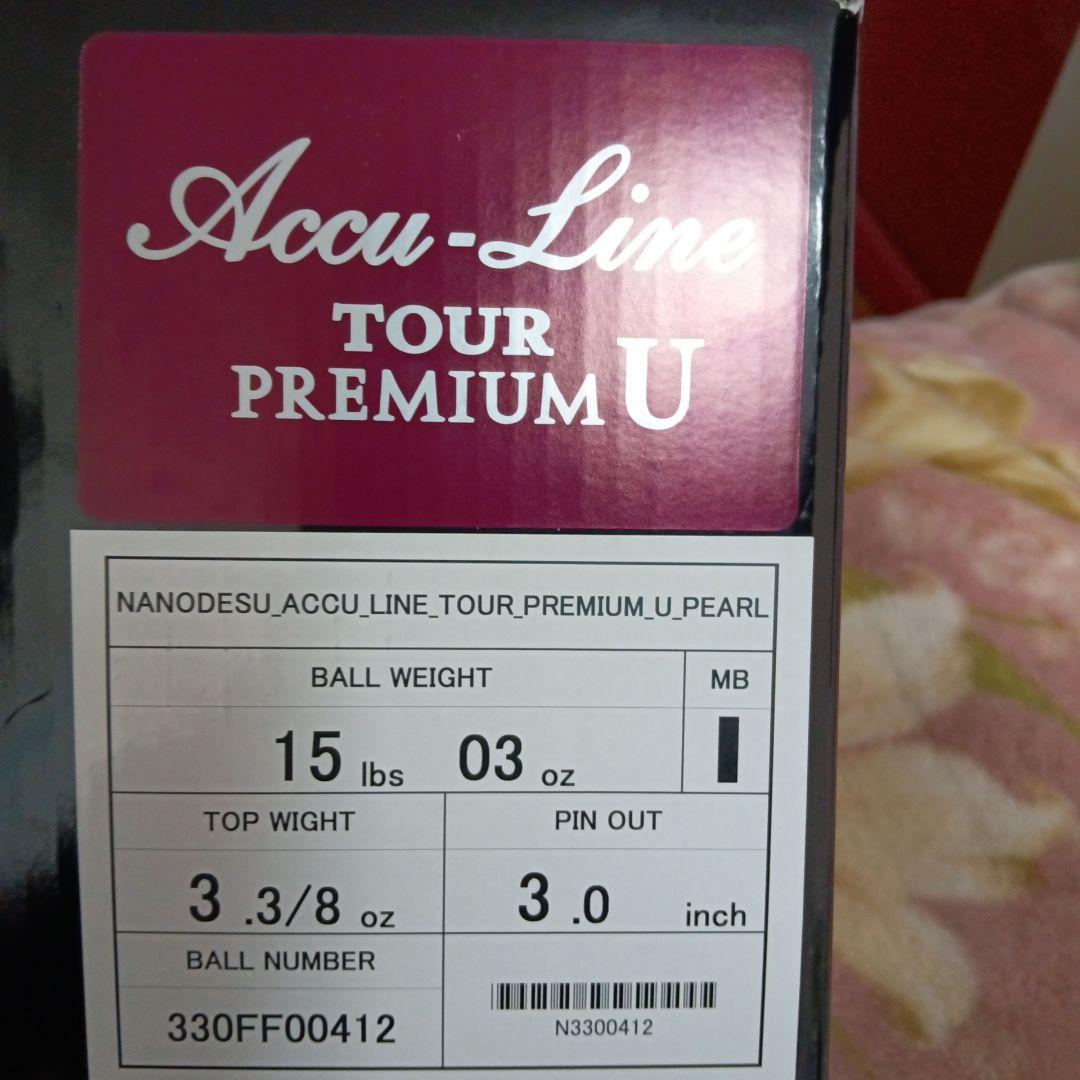 Accu-Line
TOUR
PREMIUM U
NANODESU_ACCU_LINE_TOUR_PREMIUM_U_PEARL
BALL WEIGHT MB
15 lbs 03 oz
TOP WIGHT PIN OUT
3 .3/8 oz 3 .0 inch
BALL NUMBER
330FF00412
N3300412